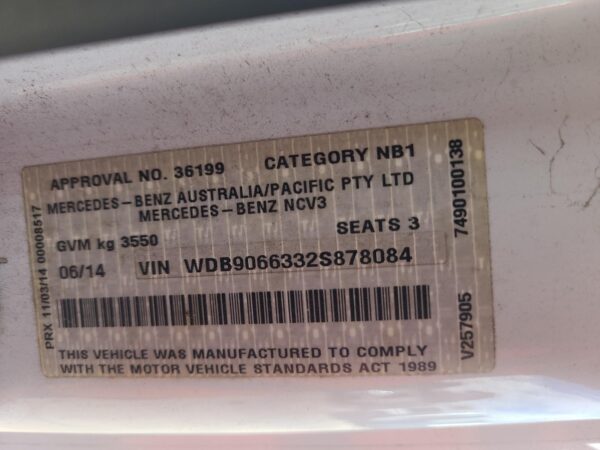 APPROVAL NO. 36199 CATEGORY NB1
MERCEDES-BENZ AUSTRALIA/PACIFIC PTY LTD
MERCEDES-BENZ NCV3
GVM kg 3550 SEATS 3
06/14 VIN WDB9066332S878084
THIS VEHICLE WAS MANUFACTURED TO COMPLY
WITH THE MOTOR VEHICLE STANDARDS ACT 1989
PRX 11/03/14 00008517
V257905 7490100138